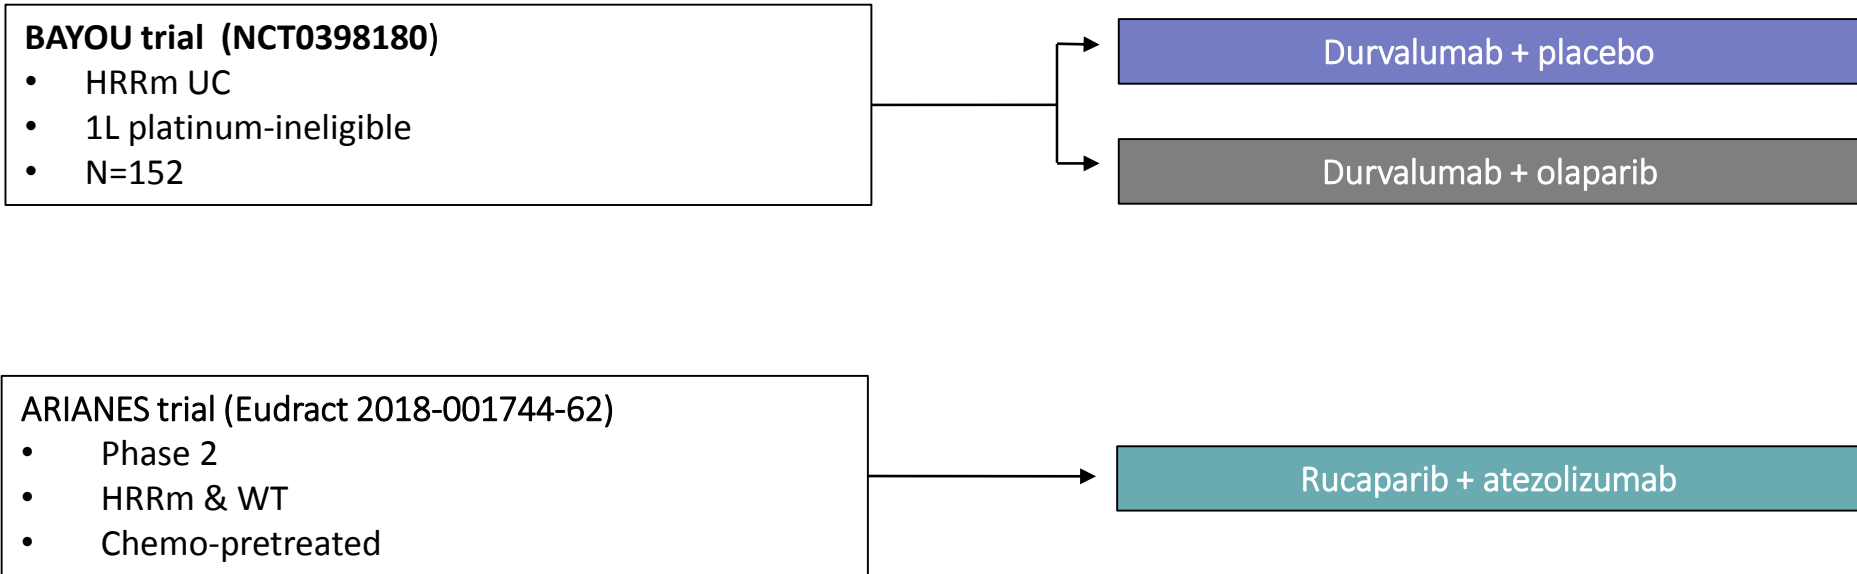 BAYOU trial (NCT0398180)
• HRRm UC
• 1L platinum-ineligible
• N=152
Durvalumab + placebo
Durvalumab + olaparib
ARIANES trial (Eudract 2018-001744-62)
• Phase 2
• HRRm & WT
• Chemo-pretreated
Rucaparib + atezolizumab